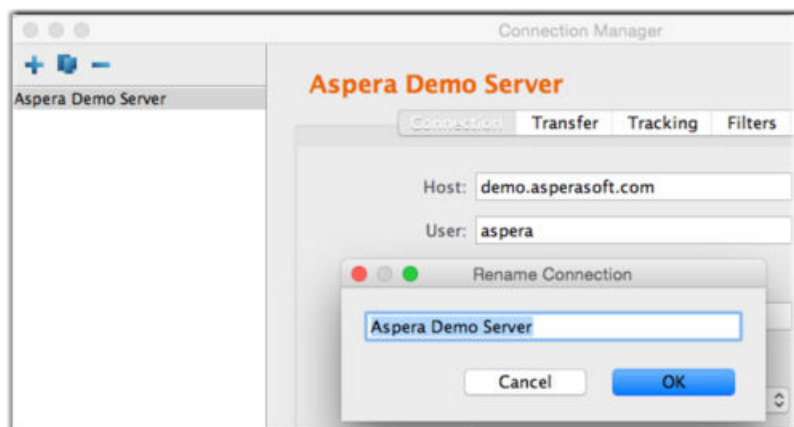 Connection Manager
Aspera Demo Server
Aspera Demo Server
Connection Transfer Tracking Filters
Host: demo.asperasoft.com
User: aspera
Rename Connection
Aspera Demo Server
Cancel OK